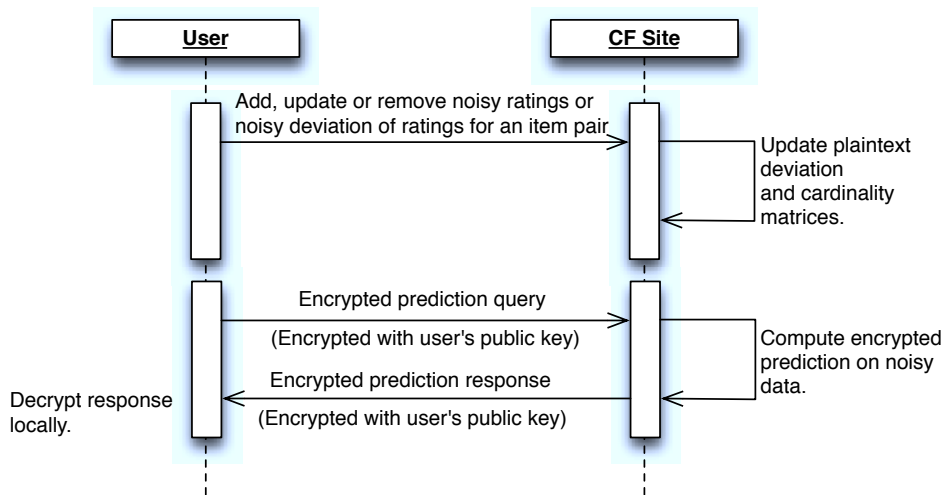 User
CF Site
Add, update or remove noisy ratings or
noisy deviation of ratings for an item pair
Update plaintext
deviation
and cardinality
matrices.
Encrypted prediction query
(Encrypted with user's public key)
Compute encrypted
prediction on noisy
data.
Encrypted prediction response
(Encrypted with user's public key)
Decrypt response
locally.